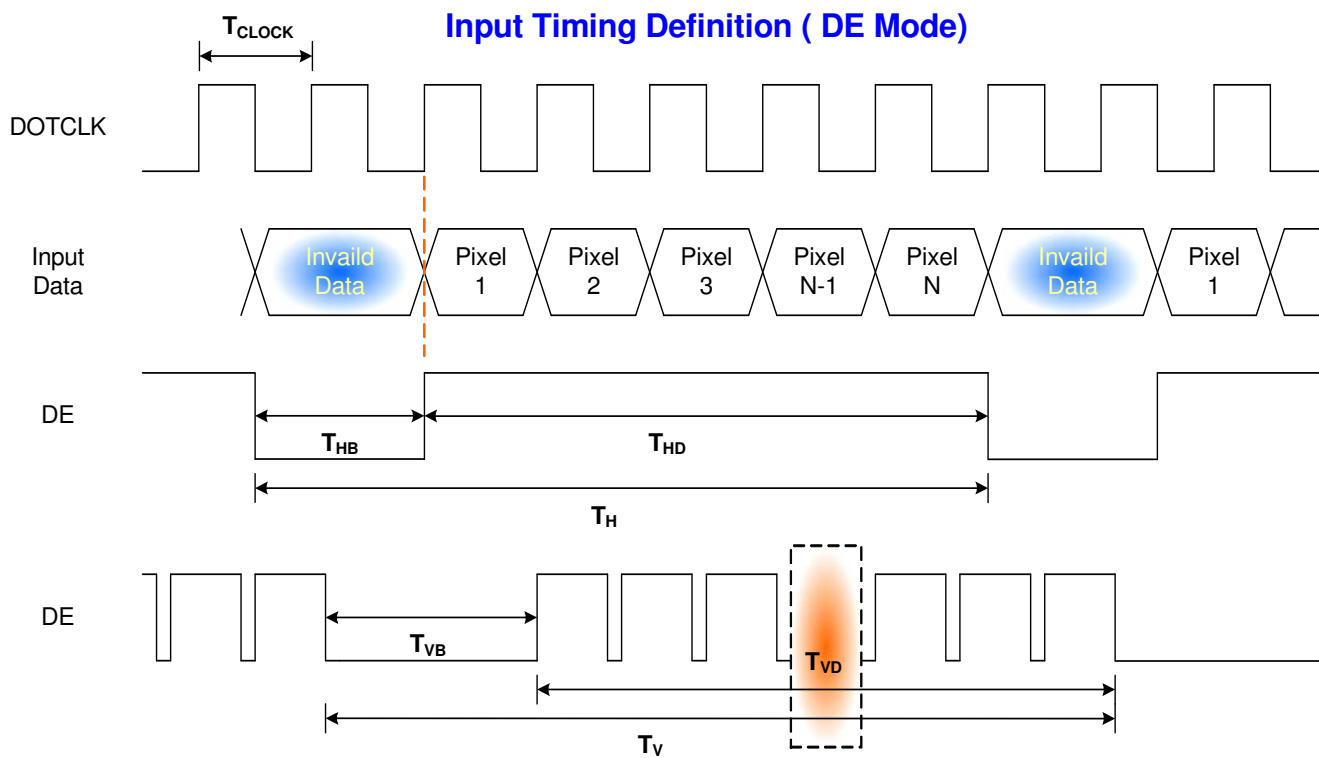 Input Timing Definition ( DE Mode)
TCLOCK
DOTCLK
Input
Data
Invaild
Data
Pixel
1
Pixel
2
Pixel
3
Pixel
N-1
Pixel
N
Invaild
Data
Pixel
1
DE
THB
THD
TH
DE
TVB
TVD
TV